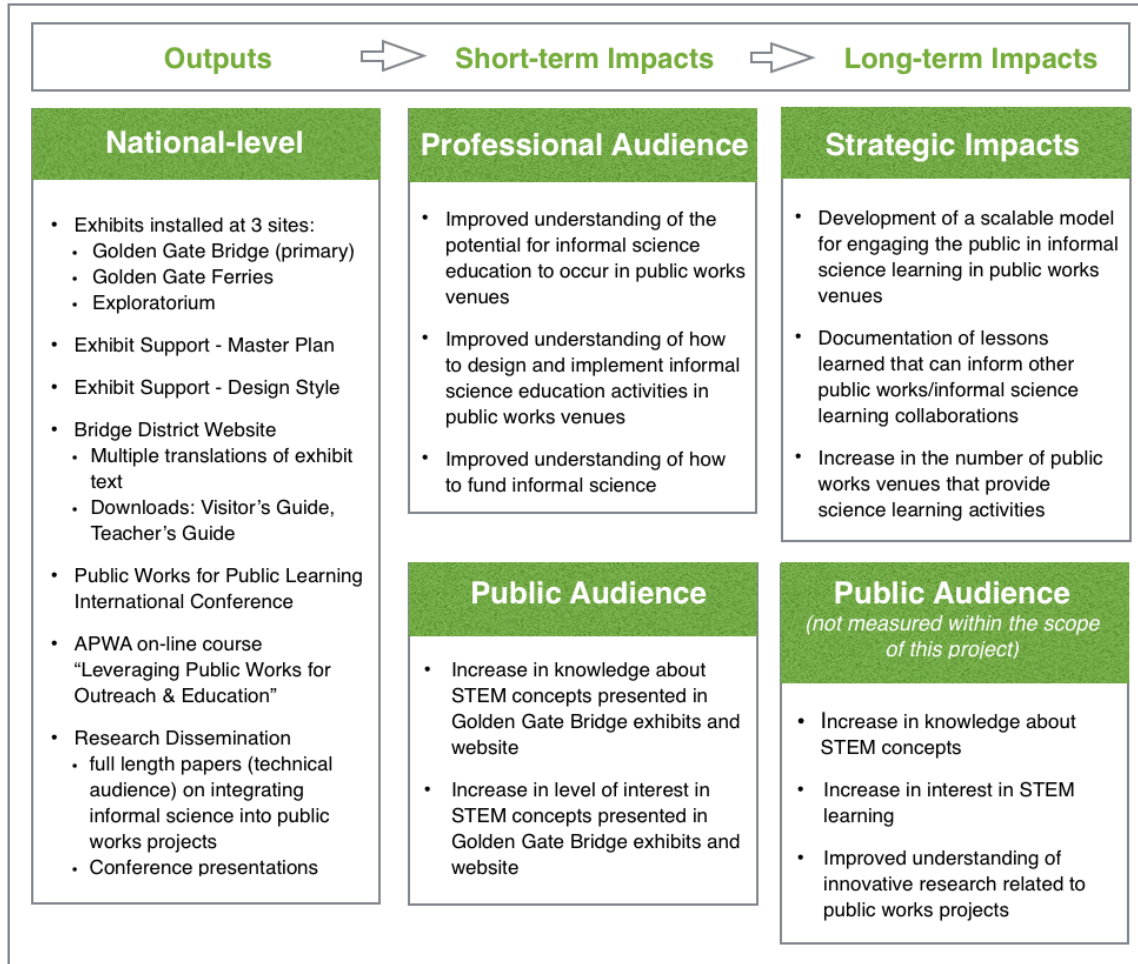 Outputs
Short-term Impacts
Long-term Impacts
National-level
• Exhibits installed at 3 sites:
• Golden Gate Bridge (primary)
• Golden Gate Ferries
• Exploratorium
• Exhibit Support - Master Plan
• Exhibit Support - Design Style
• Bridge District Website
• Multiple translations of exhibit
text
• Downloads: Visitor’s Guide,
Teacher’s Guide
• Public Works for Public Learning
International Conference
• APWA on-line course
“Leveraging Public Works for
Outreach & Education”
• Research Dissemination
• full length papers (technical
audience) on integrating
informal science into public
works projects
• Conference presentations
Professional Audience
• Improved understanding of the
potential for informal science
education to occur in public works
venues
• Improved understanding of how
to design and implement informal
science education activities in
public works venues
• Improved understanding of how
to fund informal science
Public Audience
• Increase in knowledge about
STEM concepts presented in
Golden Gate Bridge exhibits and
website
• Increase in level of interest in
STEM concepts presented in
Golden Gate Bridge exhibits and
website
Strategic Impacts
• Development of a scalable model
for engaging the public in informal
science learning in public works
venues
• Documentation of lessons
learned that can inform other
public works/informal science
learning collaborations
• Increase in the number of public
works venues that provide
science learning activities
Public Audience
(not measured within the scope
of this project)
• Increase in knowledge about
STEM concepts
• Increase in interest in STEM
learning
• Improved understanding of
innovative research related to
public works projects